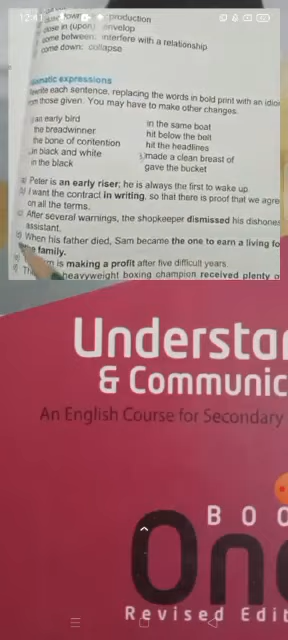 12:41
production
close in (upon): envelop
come between: interfere with a relationship
come down: collapse
idiomatic expressions
Rewrite each sentence, replacing the words in bold print with an idiom
from those given. You may have to make other changes.
an early bird
the breadwinner
the bone of contention
in black and white
in the black
in the same boat
hit below the belt
hit the headlines
made a clean breast of
gave the bucket
a) Peter is an early riser; he is always the first to wake up.
b) I want the contract in writing, so that there is proof that we agree
on all the terms.
c) After several warnings, the shopkeeper dismissed his dishones
assistant.
d) When his father died, Sam became the one to earn a living fo
the family.
is making a profit after five difficult years.
heavyweight boxing champion received plenty o
Understa
& Communic
An English Course for Secondary
BOO
One
Revised Edit